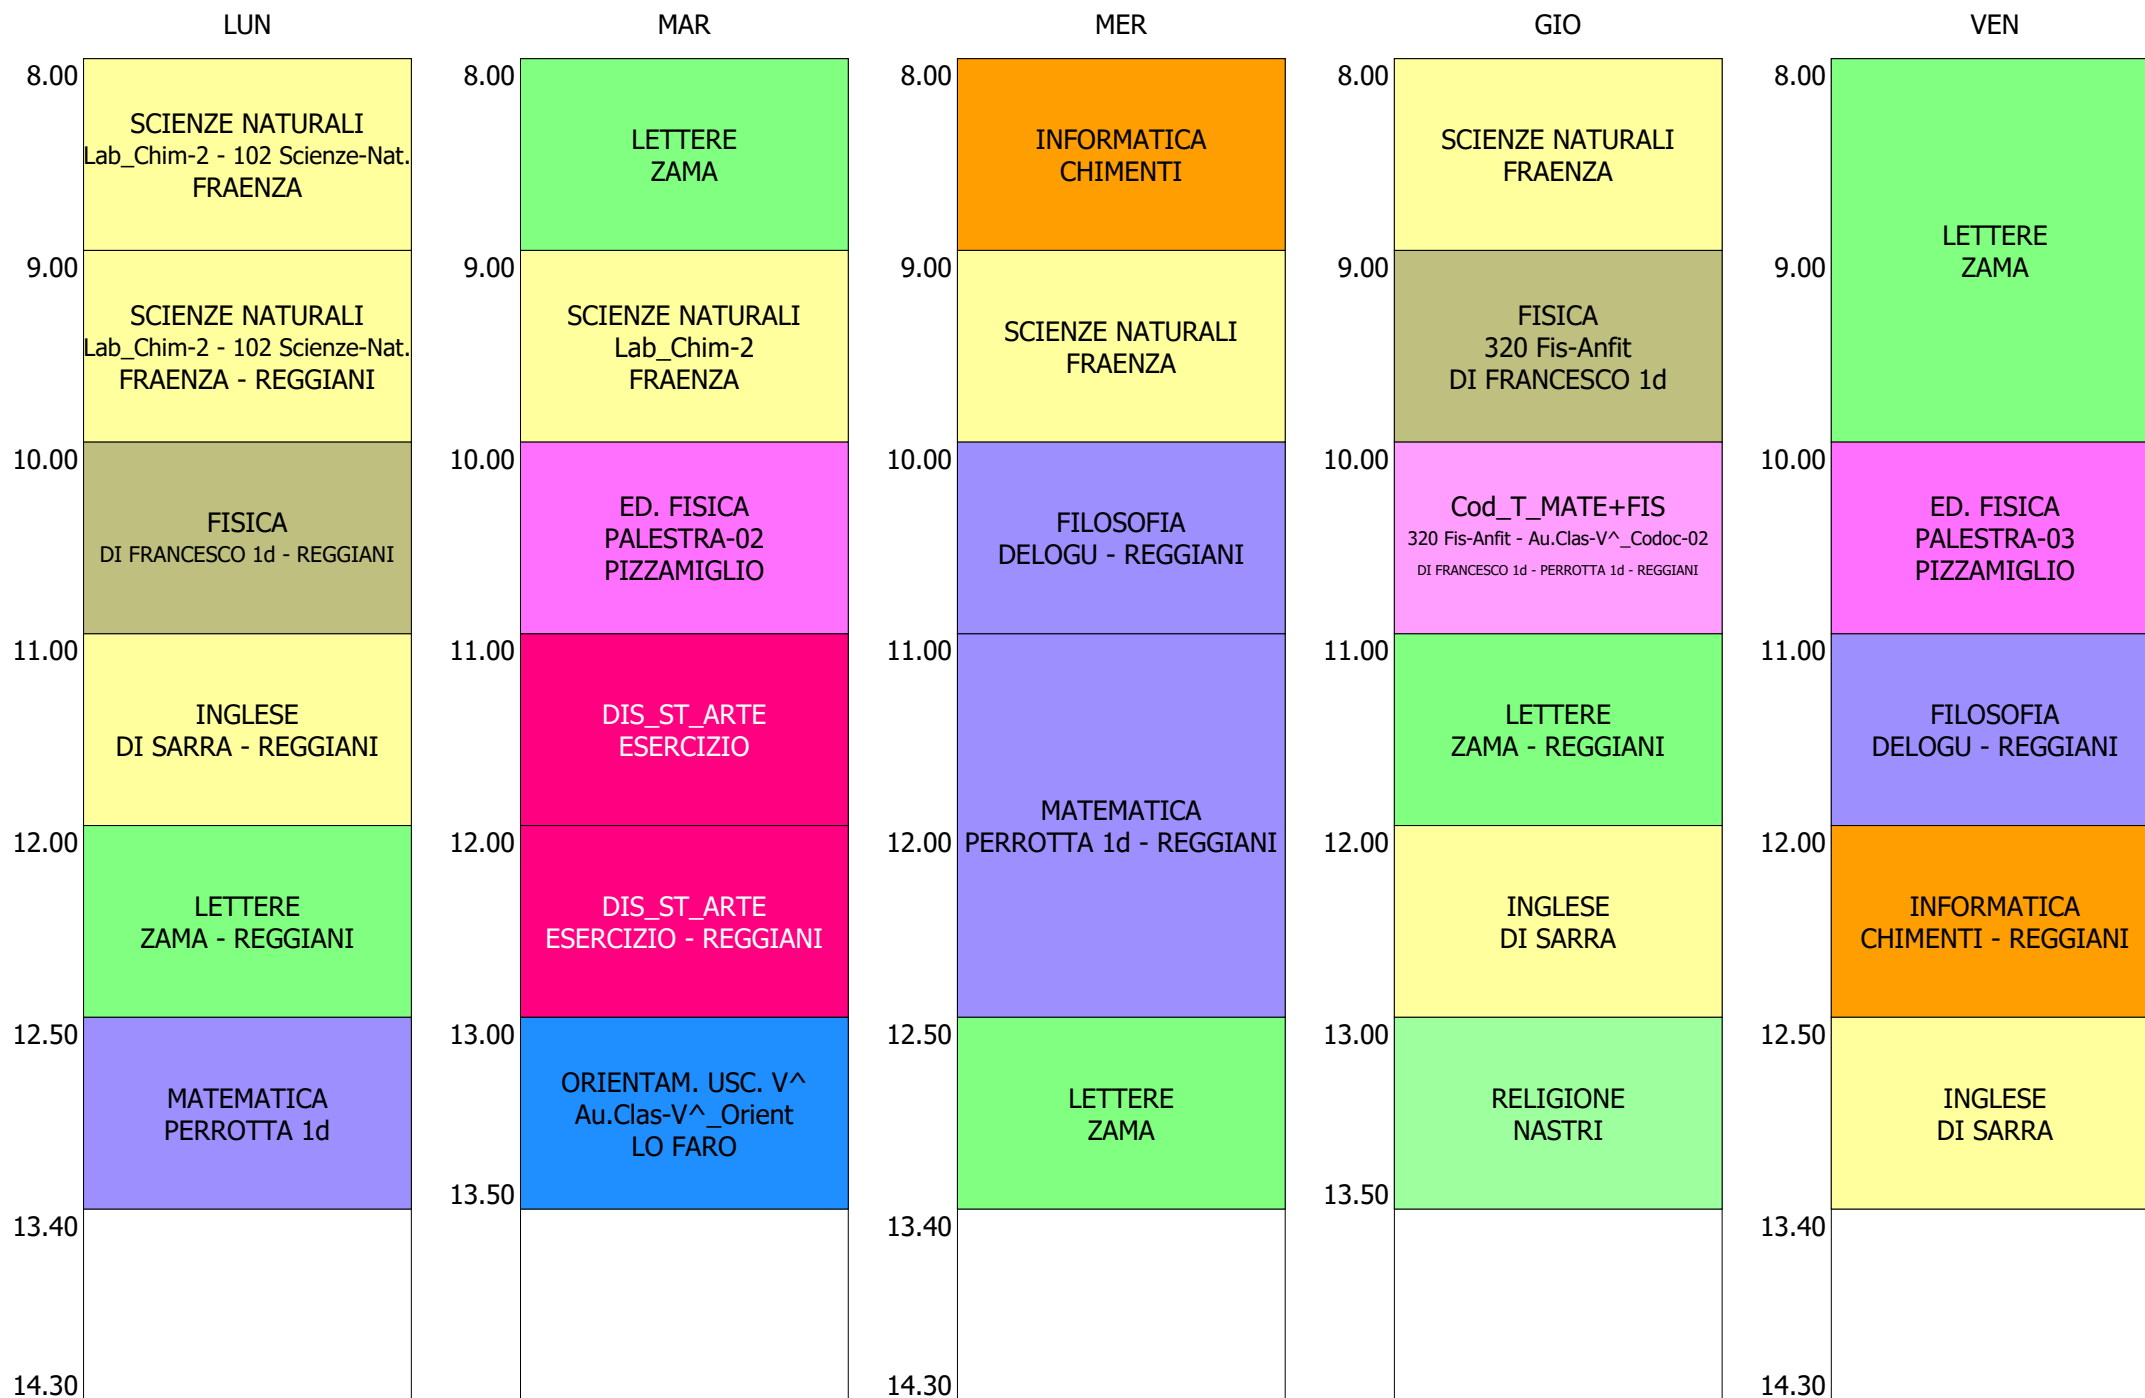 LUN
MAR
MER
GIO
VEN
8.00
SCIENZE NATURALI
Lab_Chim-2 - 102 Scienze-Nat.
FRAENZA
9.00
SCIENZE NATURALI
Lab_Chim-2 - 102 Scienze-Nat.
FRAENZA - REGGIANI
10.00
FISICA
DI FRANCESCO 1d - REGGIANI
11.00
INGLESE
DI SARRA - REGGIANI
12.00
LETTERE
ZAMA - REGGIANI
12.50
MATEMATICA
PERROTTA 1d
13.40
14.30
8.00
LETTERE
ZAMA
9.00
SCIENZE NATURALI
Lab_Chim-2
FRAENZA
10.00
ED. FISICA
PALESTRA-02
PIZZAMIGLIO
11.00
DIS_ST_ARTE
ESERCIZIO
12.00
DIS_ST_ARTE
ESERCIZIO - REGGIANI
13.00
ORIENTAM. USC. V^
Au.Clas-V^_Orient
LO FARO
13.50
8.00
INFORMATICA
CHIMENTI
9.00
SCIENZE NATURALI
FRAENZA
10.00
FILOSOFIA
DELOGU - REGGIANI
11.00
MATEMATICA
PERROTTA 1d - REGGIANI
12.00
12.50
LETTERE
ZAMA
13.40
14.30
8.00
SCIENZE NATURALI
FRAENZA
9.00
FISICA
320 Fis-Anfit
DI FRANCESCO 1d
10.00
Cod_T_MATE+FIS
320 Fis-Anfit - Au.Clas-V^_Codoc-02
DI FRANCESCO 1d - PERROTTA 1d - REGGIANI
11.00
LETTERE
ZAMA - REGGIANI
12.00
INGLESE
DI SARRA
13.00
RELIGIONE
NASTRI
13.50
8.00
LETTERE
ZAMA
9.00
10.00
ED. FISICA
PALESTRA-03
PIZZAMIGLIO
11.00
FILOSOFIA
DELOGU - REGGIANI
12.00
INFORMATICA
CHIMENTI - REGGIANI
12.50
INGLESE
DI SARRA
13.40
14.30